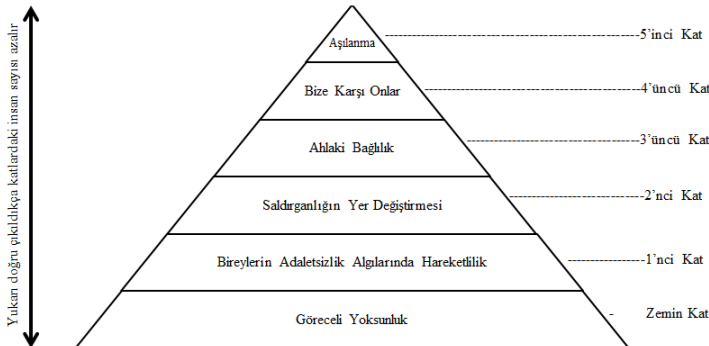 Yukarı doğru çıkıldıkça katlardaki insan sayısı azalır
Aşılanma
5’inci Kat
Bize Karşı Onlar
4’üncü Kat
Ahlaki Bağlılık
3’üncü Kat
Saldırganlığın Yer Değiştirmesi
2’nci Kat
Bireylerin Adaletsizlik Algılarında Hareketlilik
1’nci Kat
Göreceli Yoksunluk
Zemin Kat